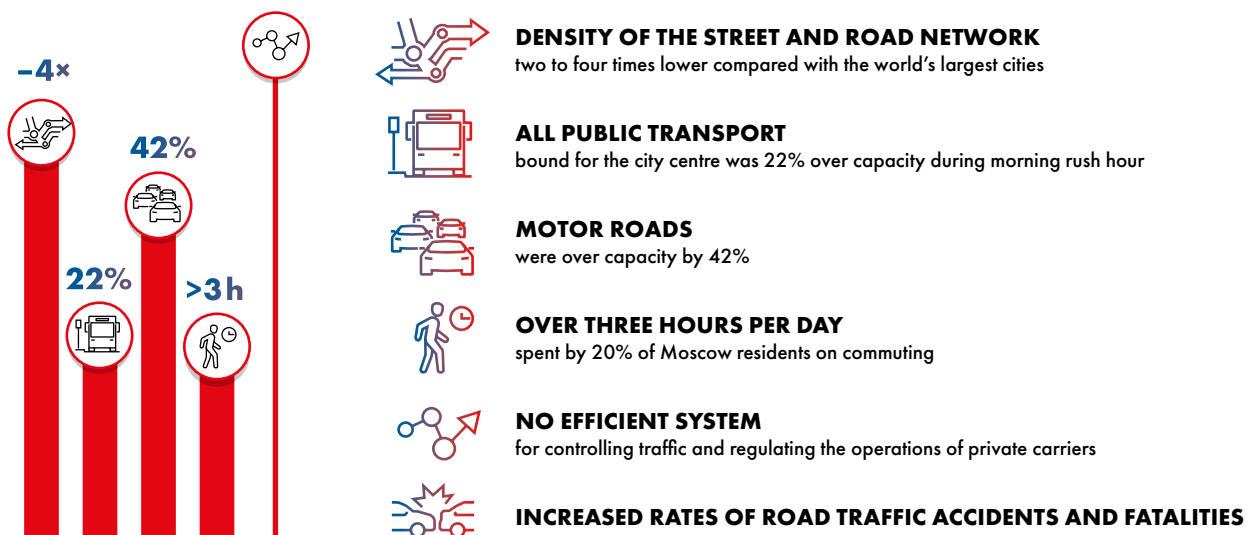 –4×
42%
22%
>3 h
DENSITY OF THE STREET AND ROAD NETWORK
two to four times lower compared with the world’s largest cities
ALL PUBLIC TRANSPORT
bound for the city centre was 22% over capacity during morning rush hour
MOTOR ROADS
were over capacity by 42%
OVER THREE HOURS PER DAY
spent by 20% of Moscow residents on commuting
NO EFFICIENT SYSTEM
for controlling traffic and regulating the operations of private carriers
INCREASED RATES OF ROAD TRAFFIC ACCIDENTS AND FATALITIES